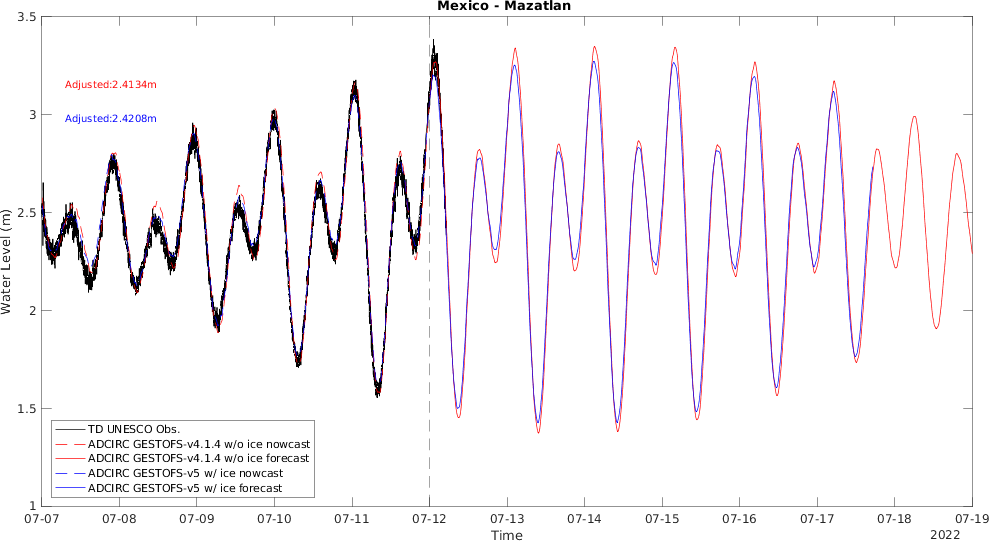 Mexico - Mazatlan
3.5
3
2.5
2
1.5
1
Water Level (m)
Adjusted:2.4134m
Adjusted:2.4208m
TD UNESCO Obs.
ADCIRC GESTOFS-v4.1.4 w/o ice nowcast
ADCIRC GESTOFS-v4.1.4 w/o ice forecast
ADCIRC GESTOFS-v5 w/ ice nowcast
ADCIRC GESTOFS-v5 w/ ice forecast
07-07 07-08 07-09 07-10 07-11 07-12 07-13 07-14 07-15 07-16 07-17 07-18 07-19
Time
2022